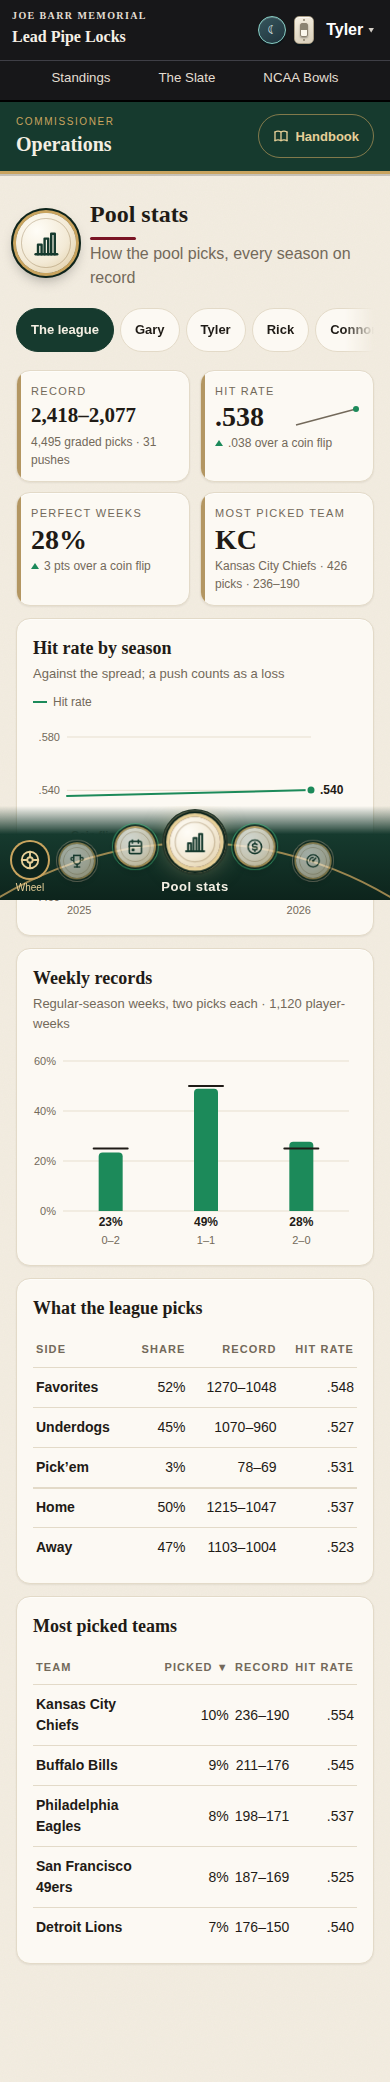 JOE BARR MEMORIAL
Lead Pipe Locks
Tyler ▾
Standings
The Slate
NCAA Bowls
COMMISSIONER
Operations
Handbook
Pool stats
How the pool picks, every season on
record
The league
Gary
Tyler
Rick
RECORD
2,418–2,077
4,495 graded picks · 31
pushes
HIT RATE
.538
▲ .038 over a coin flip
PERFECT WEEKS
28%
▲ 3 pts over a coin flip
MOST PICKED TEAM
KC
Kansas City Chiefs · 426
picks · 236–190
Hit rate by season
Against the spread; a push counts as a loss
Hit rate
.580
.540
.540
Wheel
Pool stats
2025
2026
Weekly records
Regular-season weeks, two picks each · 1,120 player-
weeks
60%
40%
20%
0%
23%
49%
28%
0–2
1–1
2–0
What the league picks
SIDE SHARE RECORD HIT RATE
Favorites 52% 1270–1048 .548
Underdogs 45% 1070–960 .527
Pick’em 3% 78–69 .531
Home 50% 1215–1047 .537
Away 47% 1103–1004 .523
Most picked teams
TEAM PICKED ▼ RECORD HIT RATE
Kansas City
Chiefs 10% 236–190 .554
Buffalo Bills 9% 211–176 .545
Philadelphia
Eagles 8% 198–171 .537
San Francisco
49ers 8% 187–169 .525
Detroit Lions 7% 176–150 .540